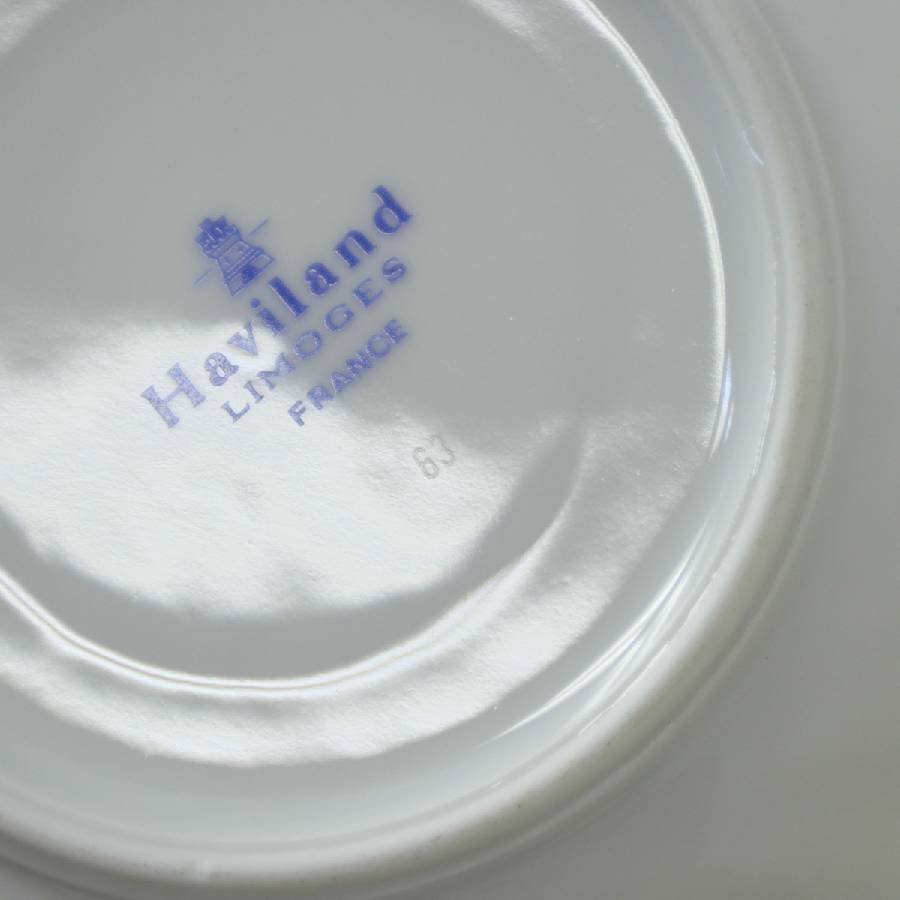 Haviland
LIMOGES
FRANCE
63